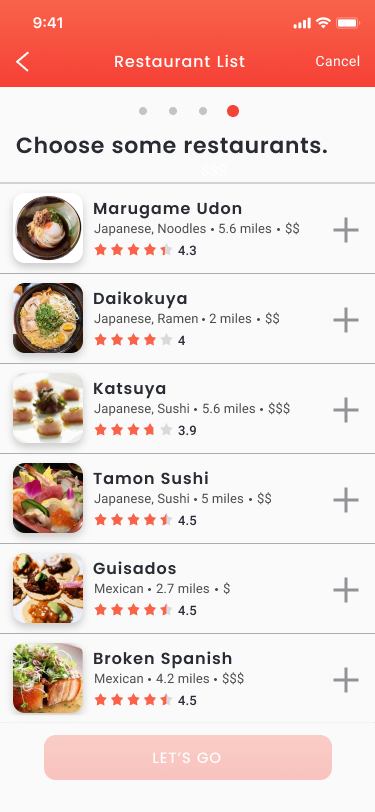 9:41
Restaurant List
Cancel
Choose some restaurants.
$$$
Marugame Udon
Japanese, Noodles • 5.6 miles • $$
4.3
Daikokuya
Japanese, Ramen • 2 miles • $$
4
Katsuya
Japanese, Sushi • 5.6 miles • $$$
3.9
Tamon Sushi
Japanese, Sushi • 5 miles • $$
4.5
Guisados
Mexican • 2.7 miles • $
4.5
Broken Spanish
Mexican • 4.2 miles • $$$
4.5
LET'S GO